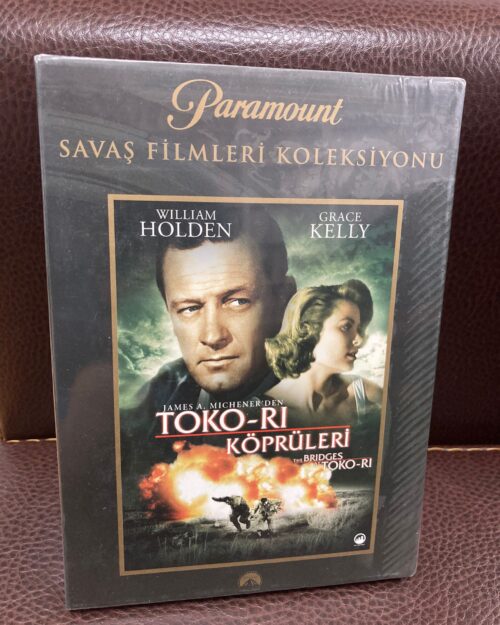 Paramount
SAVAŞ FİLMLERİ KOLEKSİYONU
WILLIAM HOLDEN
GRACE KELLY
JAMES A. MICHENER'DEN
TOKO-RI
KÖPRÜLERİ
THE BRIDGES
TOKO-RI